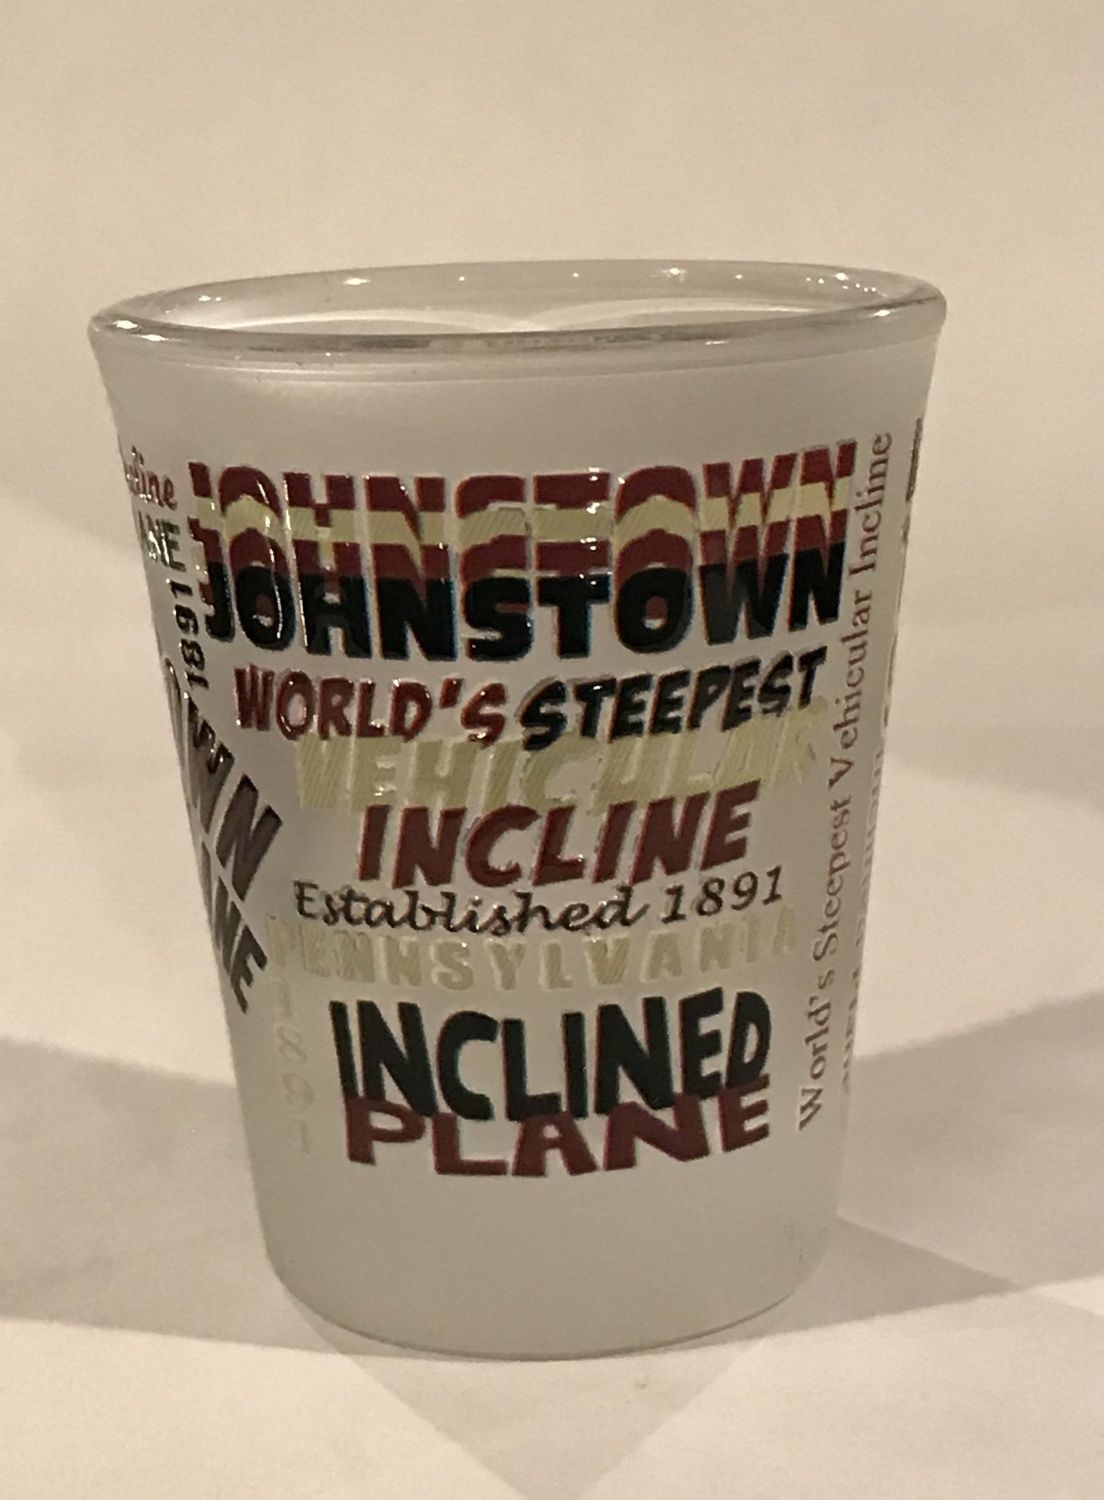 JOHNSTOWN
JOHNSTOWN
WORLD'S STEEPEST
VEHICULAR
INCLINE
Established 1891
PENNSYLVANIA
INCLINED
PLANE
World's Steepest Vehicular Incline
1891
1891